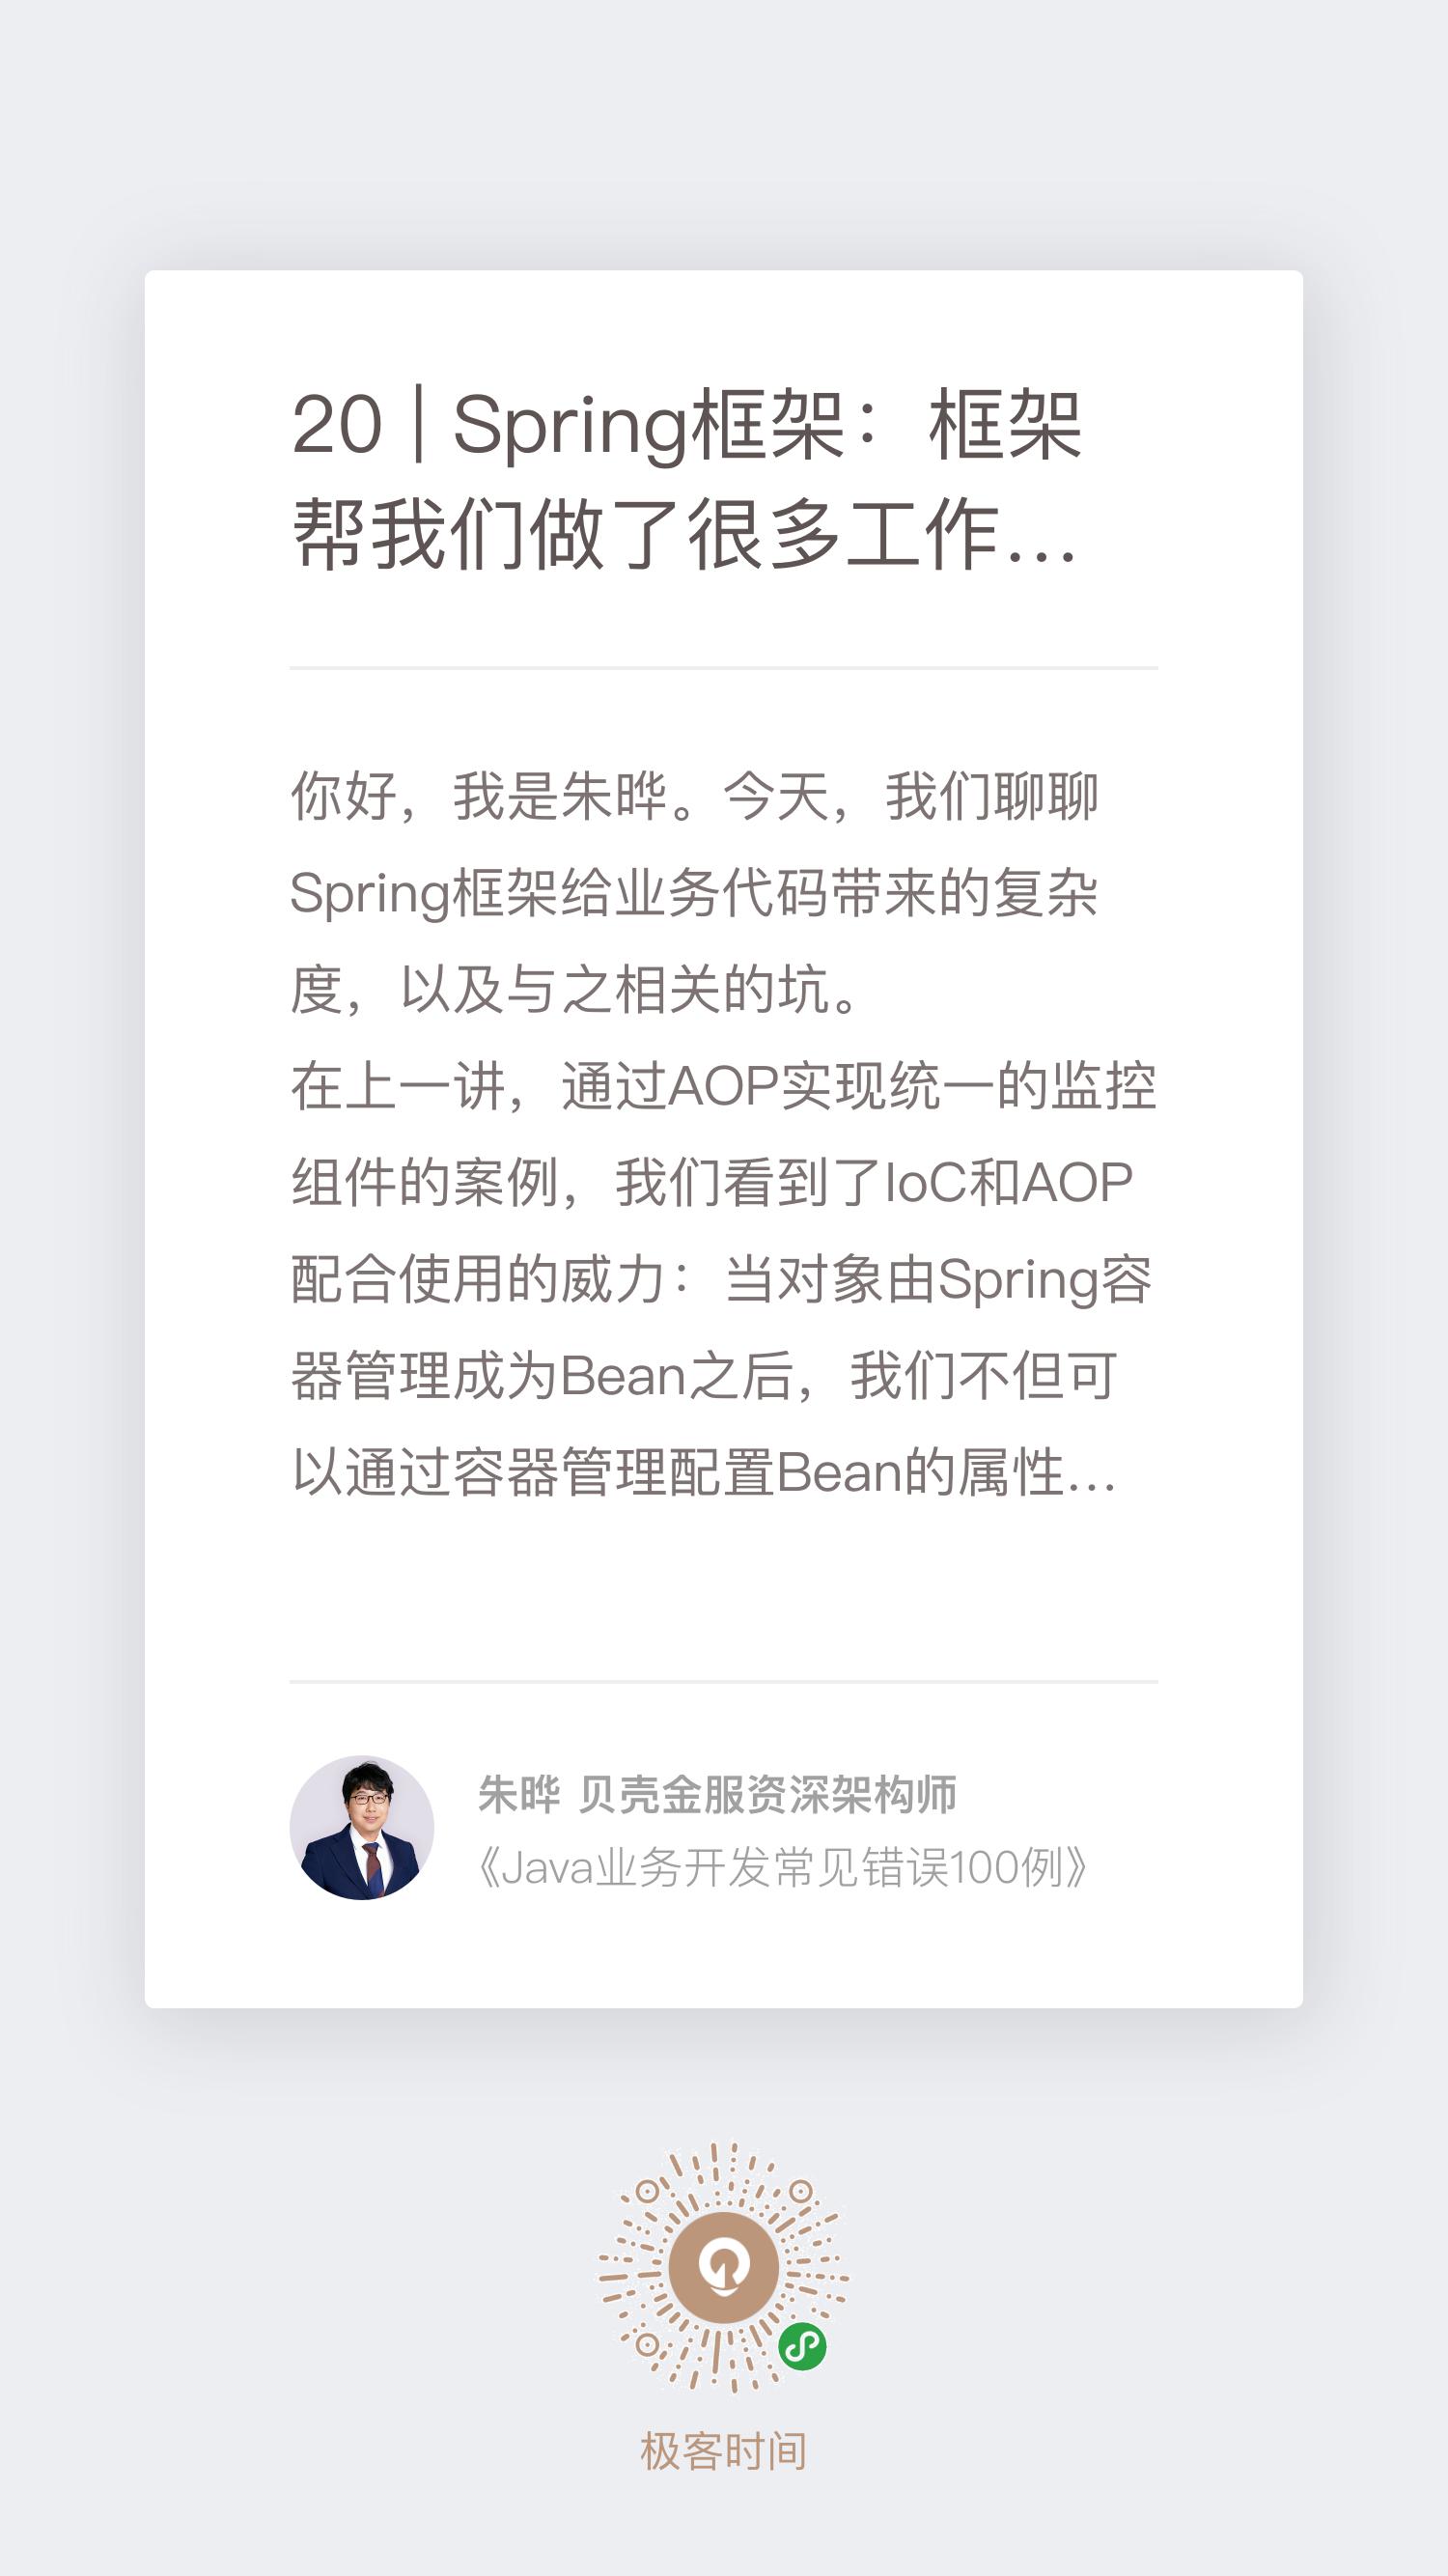 20 | Spring框架：框架
帮我们做了很多工作...
你好，我是朱晔。今天，我们聊聊
Spring框架给业务代码带来的复杂
度，以及与之相关的坑。
在上一讲，通过AOP实现统一的监控
组件的案例，我们看到了IoC和AOP
配合使用的威力：当对象由Spring容
器管理成为Bean之后，我们不但可
以通过容器管理配置Bean的属性...
朱晔 贝壳金服资深架构师
《Java业务开发常见错误100例》
极客时间